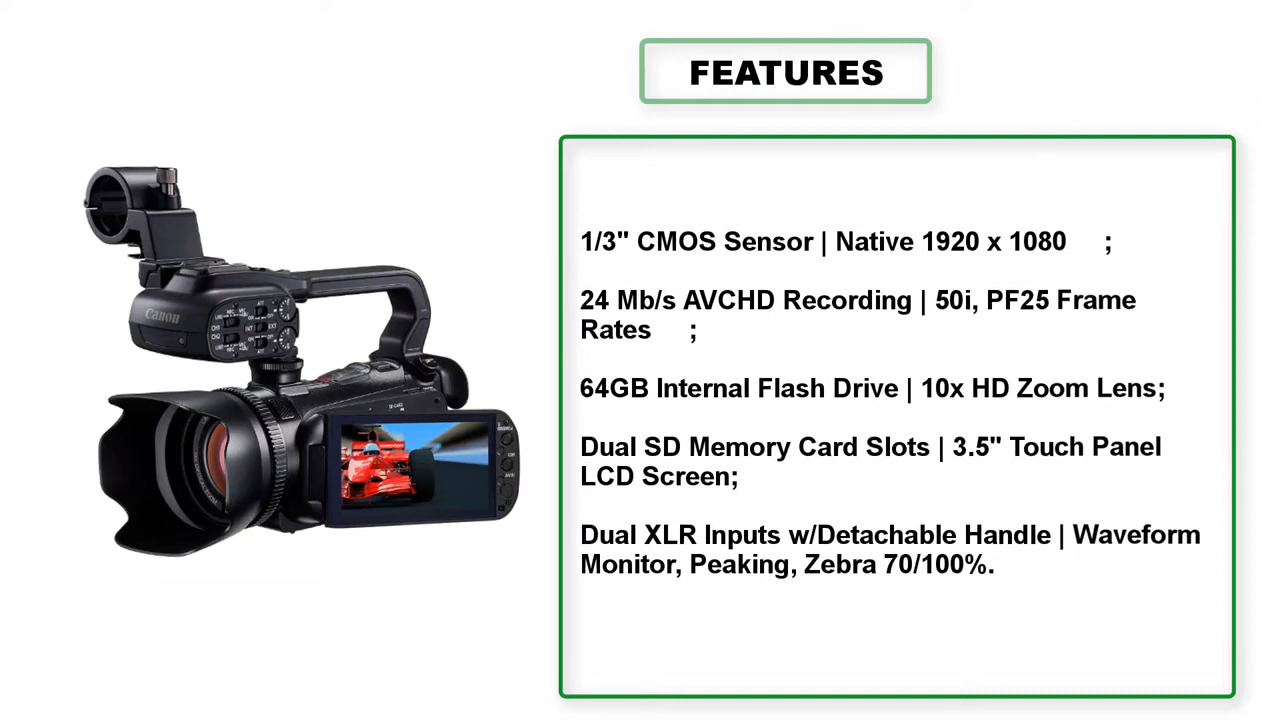 FEATURES
1/3" CMOS Sensor | Native 1920 x 1080 ;
24 Mb/s AVCHD Recording | 50i, PF25 Frame
Rates ;
64GB Internal Flash Drive | 10x HD Zoom Lens;
Dual SD Memory Card Slots | 3.5" Touch Panel
LCD Screen;
Dual XLR Inputs w/Detachable Handle | Waveform
Monitor, Peaking, Zebra 70/100%.
Canon